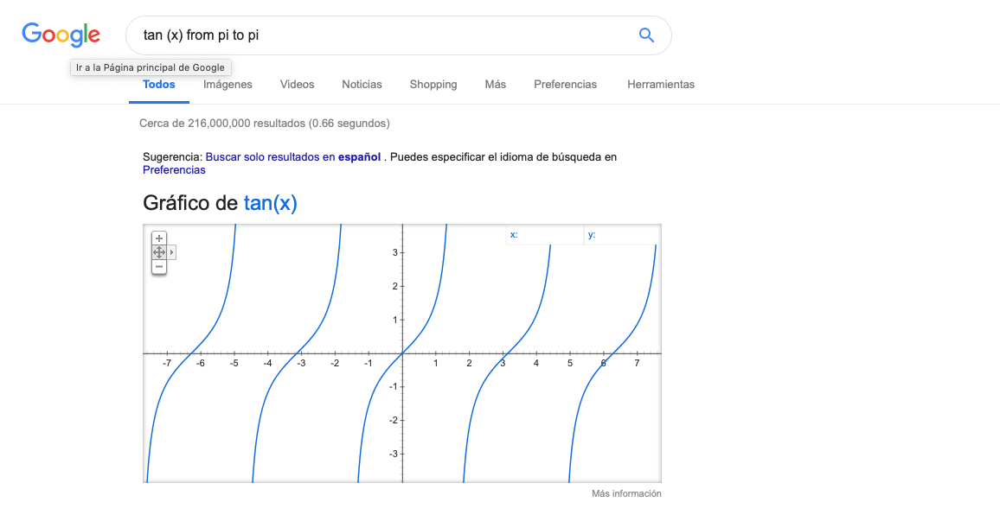 Google
tan (x) from pi to pi
Ir a la Página principal de Google
Todos Imágenes Videos Noticias Shopping Más Preferencias Herramientas
Cerca de 216,000,000 resultados (0.66 segundos)
Sugerencia: Buscar solo resultados en español . Puedes especificar el idioma de búsqueda en
Preferencias
Gráfico de tan(x)
x: y:
+
−
3
2
1
-7 -6 -5 -4 -3 -2 -1 1 2 3 4 5 6 7
-1
-2
-3
Más información